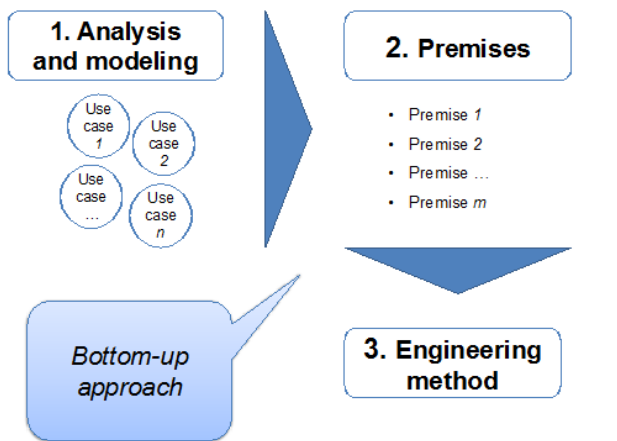 1. Analysis
and modeling
Use
case
1
Use
case
2
Use
case
...
Use
case
n
2. Premises
• Premise 1
• Premise 2
• Premise ...
• Premise m
3. Engineering
method
Bottom-up
approach